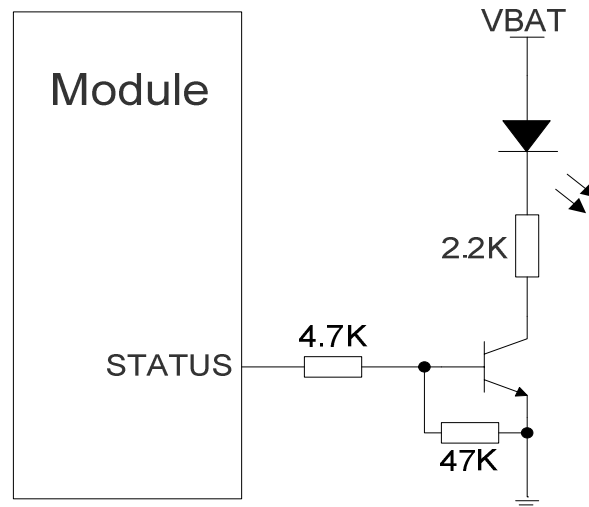 VBAT
Module
2.2K
4.7K
STATUS
47K